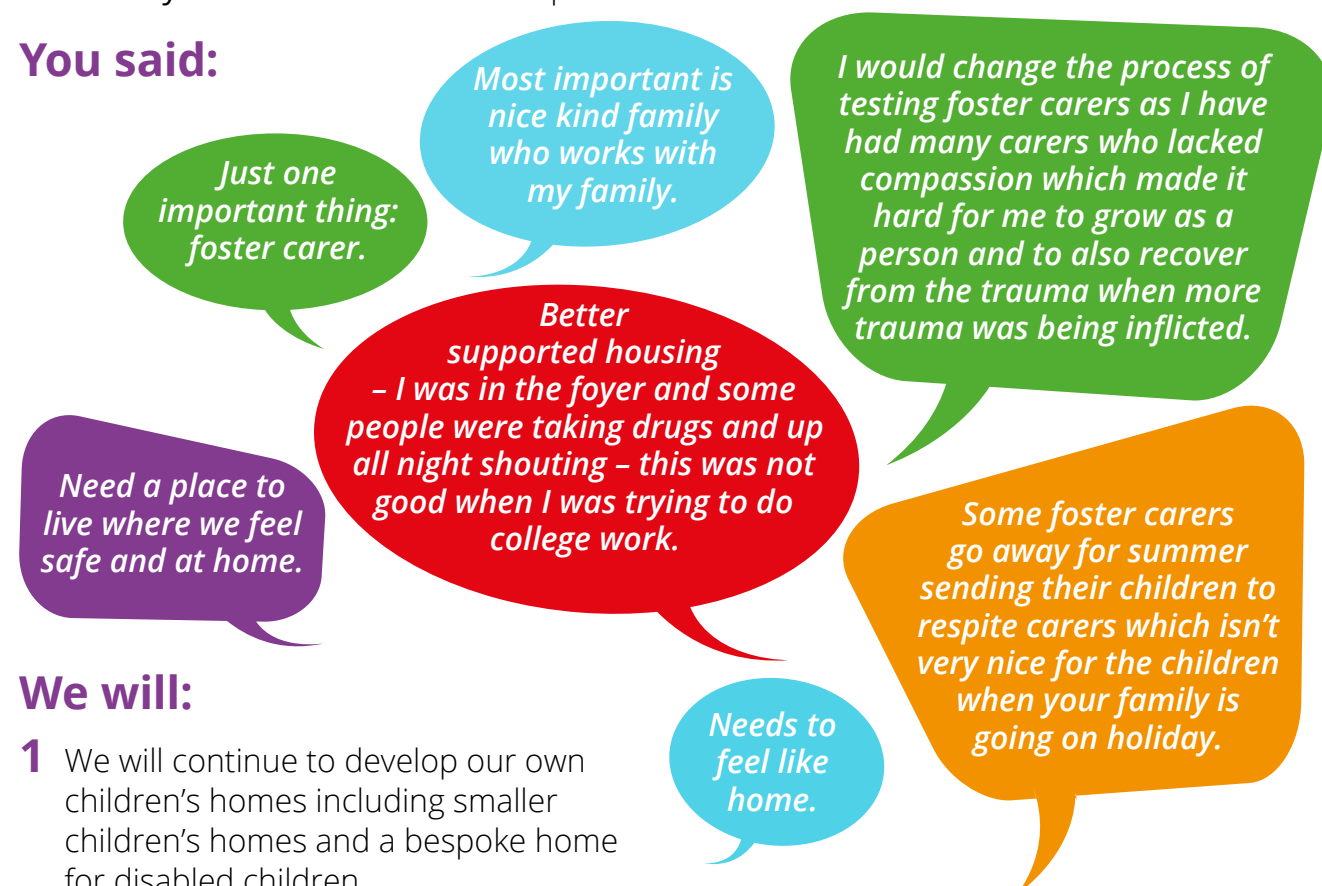 You said:
Just one
important thing:
foster carer.
Most important is
nice kind family
who works with
my family.
I would change the process of
testing foster carers as I have
had many carers who lacked
compassion which made it
hard for me to grow as a
person and to also recover
from the trauma when more
trauma was being inflicted.
Better
supported housing
– I was in the foyer and some
people were taking drugs and up
all night shouting – this was not
good when I was trying to do
college work.
Need a place to
live where we feel
safe and at home.
Some foster carers
go away for summer
sending their children to
respite carers which isn’t
very nice for the children
when your family is
going on holiday.
Needs to
feel like
home.
We will:
1 We will continue to develop our own
children’s homes including smaller
children’s homes and a bespoke home
for disabled children